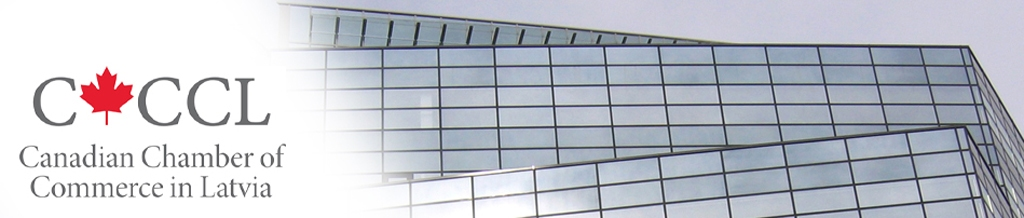 C CCL
Canadian Chamber of
Commerce in Latvia